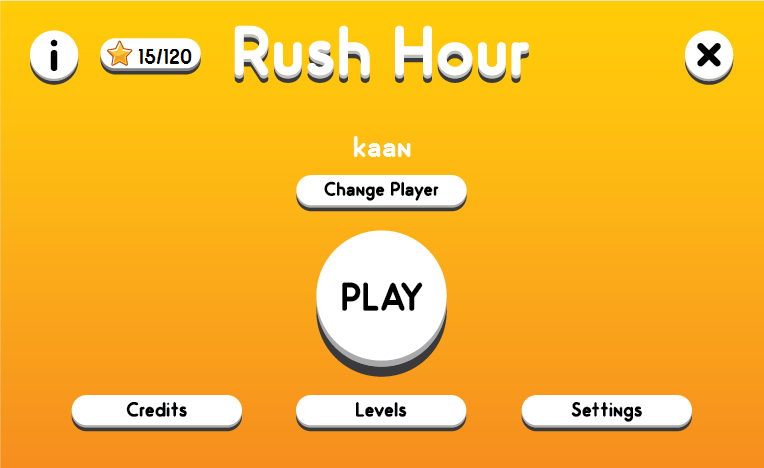 i
15/120
Rush Hour
kaan
Change Player
PLAY
Credits
Levels
Settings